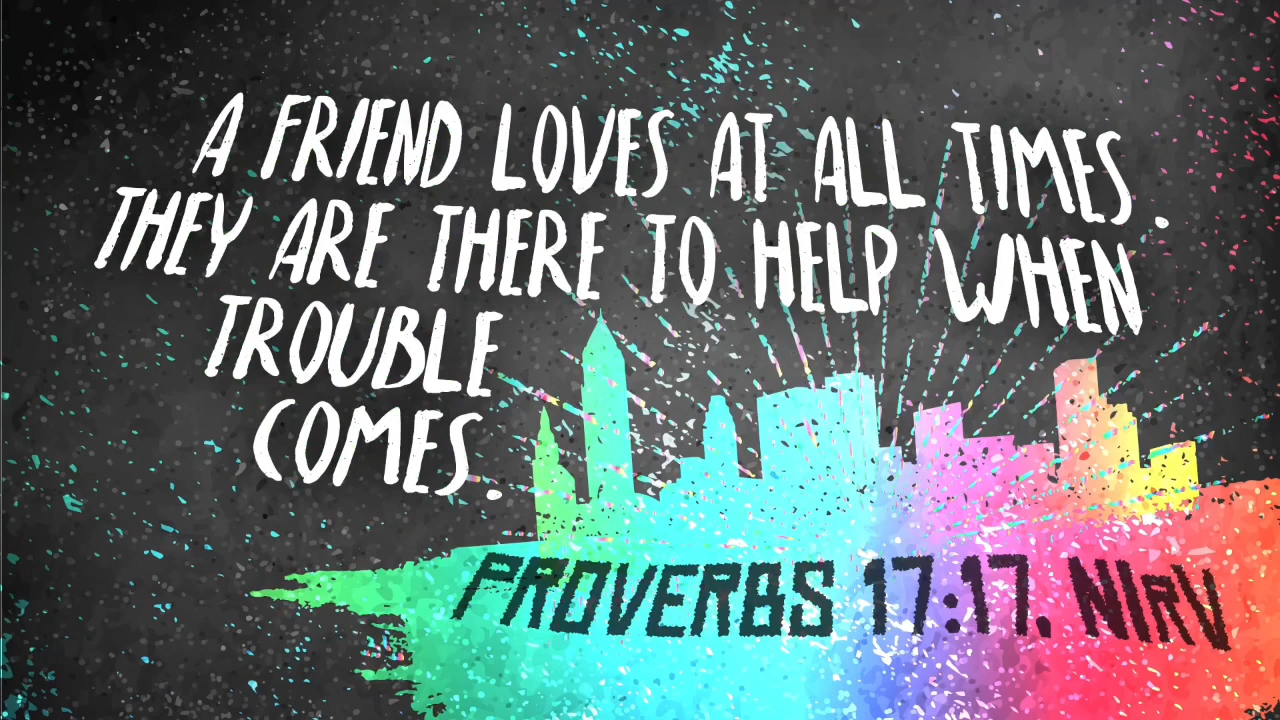 A FRIEND LOVES AT ALL TIMES.
THEY ARE THERE TO HELP WHEN
TROUBLE
COMES.
PROVERBS 17:17, NIRV